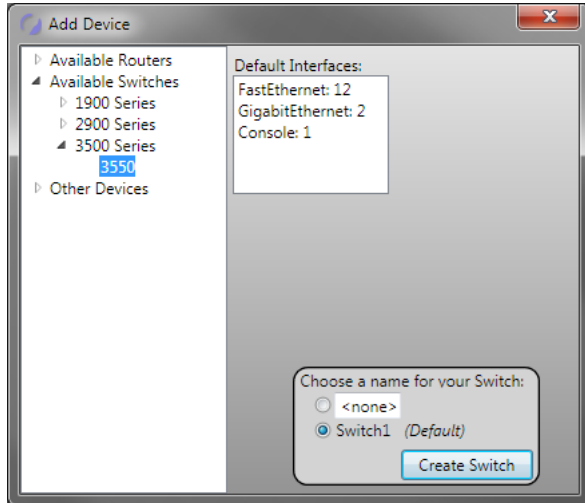 Add Device
x
Available Routers
Available Switches
1900 Series
2900 Series
3500 Series
3550
Other Devices
Default Interfaces:
FastEthernet: 12
GigabitEthernet: 2
Console: 1
Choose a name for your Switch:
<none>
Switch1 (Default)
Create Switch